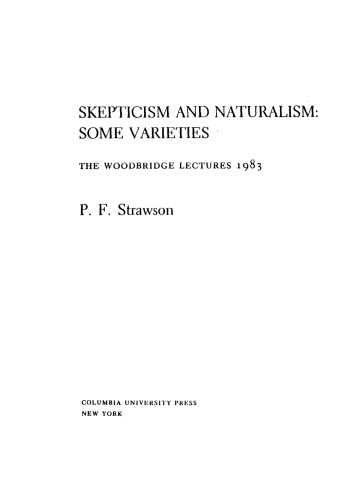 SKEPTICISM AND NATURALISM:
SOME VARIETIES
THE WOODBRIDGE LECTURES 1983
P. F. Strawson
COLUMBIA UNIVERSITY PRESS
NEW YORK